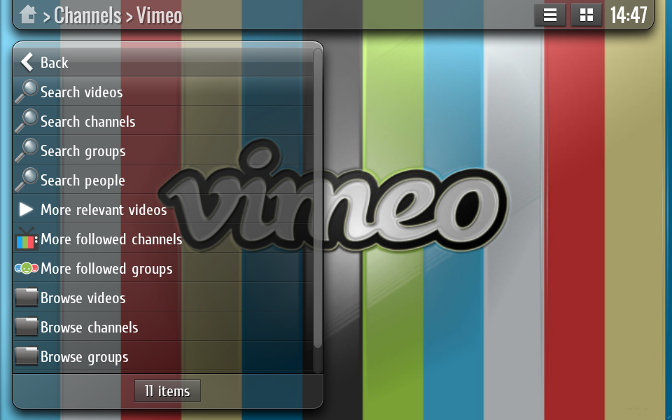 > Channels > Vimeo
14:47
Back
Search videos
Search channels
Search groups
Search people
More relevant videos
More followed channels
More followed groups
Browse videos
Browse channels
Browse groups
11 items
vimeo